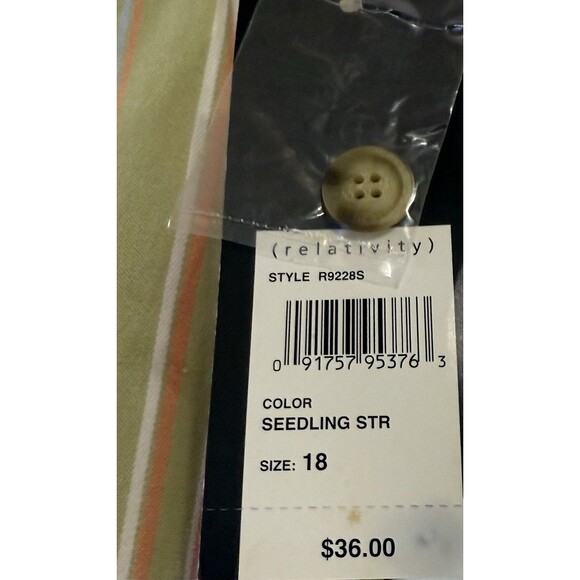 (relativity)
STYLE R9228S
0 91757 95376 3
COLOR
SEEDLING STR
SIZE: 18
$36.00